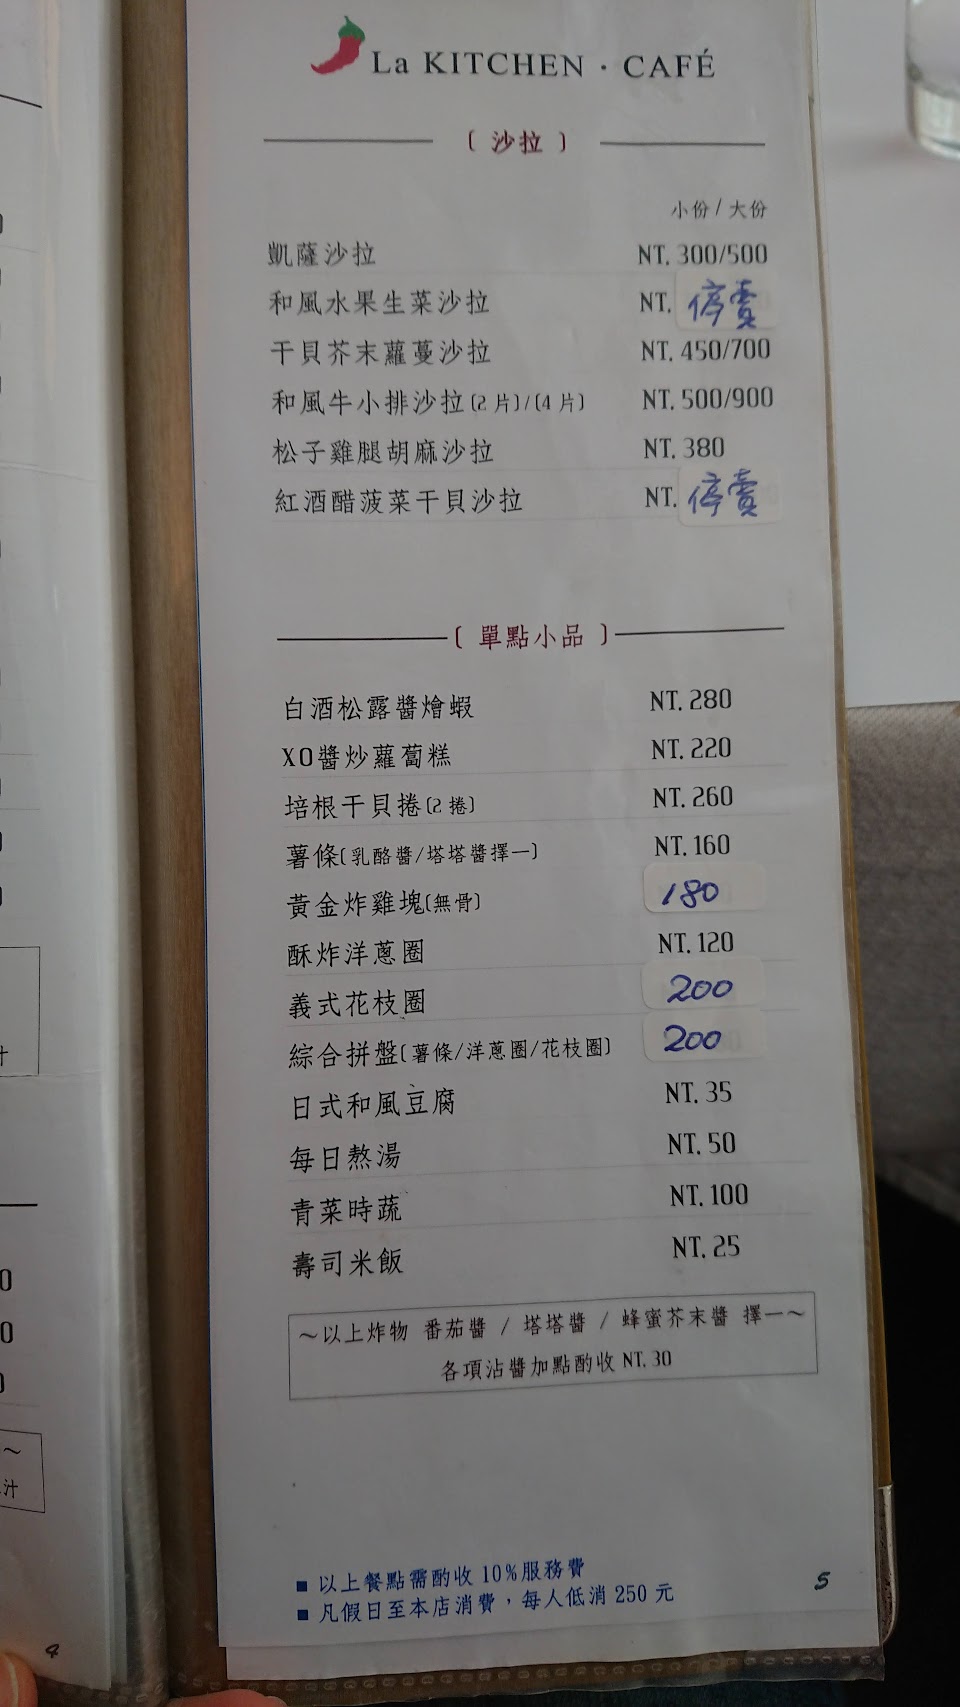 La KITCHEN · CAFÉ
〔 沙拉 〕
小份 / 大份
凱薩沙拉 NT. 300/500
和風水果生菜沙拉 NT. 停賣
干貝芥末蘿蔓沙拉 NT. 450/700
和風牛小排沙拉(2 片)/(4 片) NT. 500/900
松子雞腿胡麻沙拉 NT. 380
紅酒醋菠菜干貝沙拉 NT. 停賣
〔 單點小品 〕
白酒松露醬燴蝦 NT. 280
XO醬炒蘿蔔糕 NT. 220
培根干貝捲(2 捲) NT. 260
薯條(乳酪醬/塔塔醬擇一) NT. 160
黃金炸雞塊(無骨) 180
酥炸洋蔥圈 NT. 120
義式花枝圈 200
綜合拼盤(薯條/洋蔥圈/花枝圈) 200
日式和風豆腐 NT. 35
每日熬湯 NT. 50
青菜時蔬 NT. 100
壽司米飯 NT. 25
～以上炸物 番茄醬 / 塔塔醬 / 蜂蜜芥末醬 擇一～
各項沾醬加點酌收 NT. 30
■ 以上餐點需酌收 10%服務費
■ 凡假日至本店消費，每人低消 250 元
5
4
～
汁